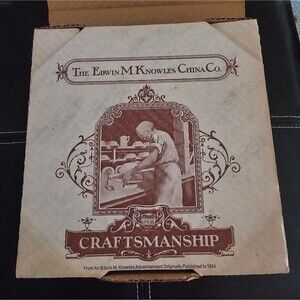 The Edwin M. Knowles China Co.
CRAFTSMANSHIP
From An Edwin M. Knowles Advertisement Originally Published in 1924